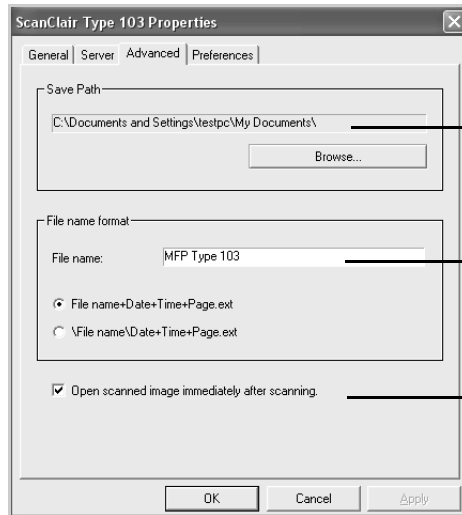 ScanClair Type 103 Properties
General Server Advanced Preferences
Save Path
C:\Documents and Settings\testpc\My Documents\
Browse...
File name format
File name: MFP Type 103
File name+Date+Time+Page.ext
\File name\Date+Time+Page.ext
Open scanned image immediately after scanning.
OK Cancel Apply